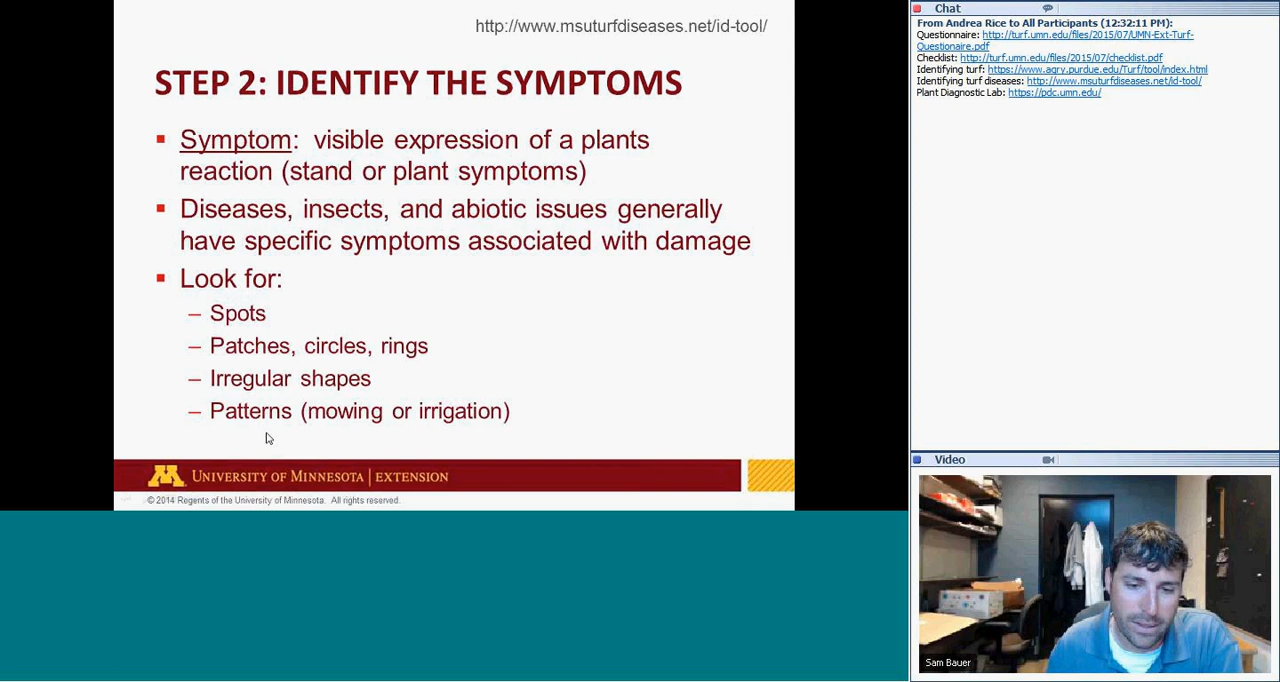 http://www.msuturfdiseases.net/id-tool/
STEP 2: IDENTIFY THE SYMPTOMS
▪ Symptom: visible expression of a plants
reaction (stand or plant symptoms)
▪ Diseases, insects, and abiotic issues generally
have specific symptoms associated with damage
▪ Look for:
– Spots
– Patches, circles, rings
– Irregular shapes
– Patterns (mowing or irrigation)
UNIVERSITY OF MINNESOTA | EXTENSION
© 2014 Regents of the University of Minnesota. All rights reserved.
Chat
From Andrea Rice to All Participants (12:32:11 PM):
Questionnaire: http://turf.umn.edu/files/2015/07/UMN-Ext-Turf-
Questionaire.pdf
Checklist: http://turf.umn.edu/files/2015/07/checklist.pdf
Identifying turf: https://www.agry.purdue.edu/Turf/tool/index.html
Identifying turf diseases: http://www.msuturfdiseases.net/id-tool/
Plant Diagnostic Lab: https://pdc.umn.edu/
Video
Sam Bauer